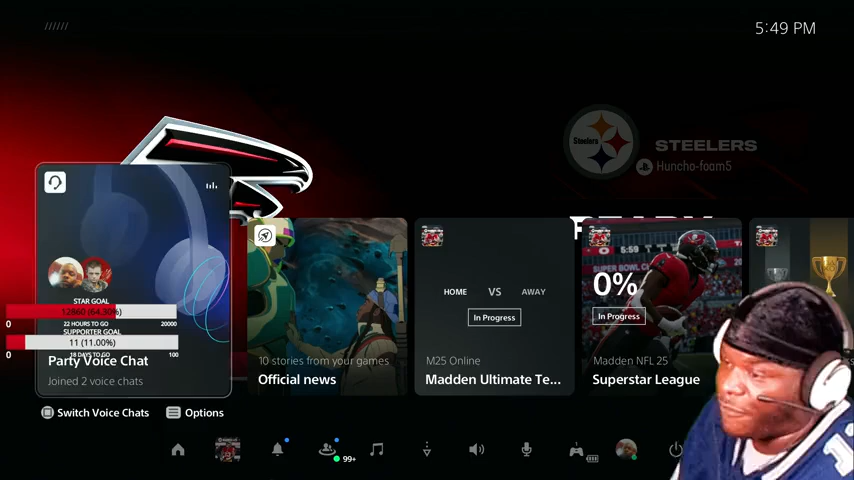 //////
5:49 PM
Steelers
STEELERS
Huncho-foam5
READY
STAR GOAL
12860 (64.30%)
0 22 HOURS TO GO 20000
SUPPORTER GOAL
11 (11.00%)
0 18 DAYS TO GO 100
Party Voice Chat
Joined 2 voice chats
10 stories from your games
Official news
HOME VS AWAY
In Progress
M25 Online
Madden Ultimate Te...
5:59
SUPER BOWL
0%
In Progress
Madden NFL 25
Superstar League
Switch Voice Chats
Options
99+